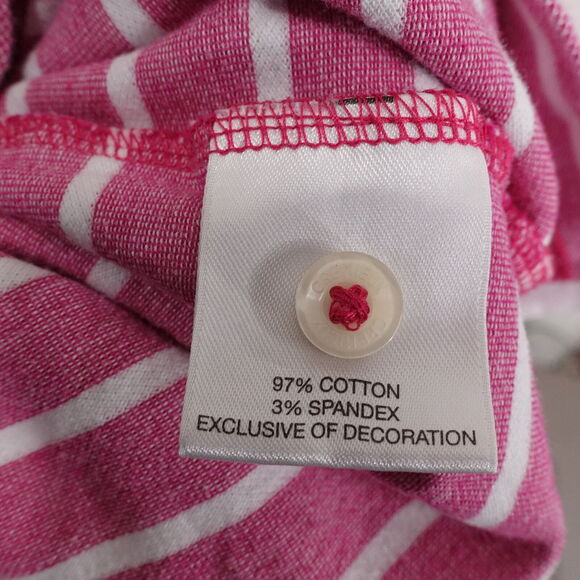 97% COTTON
3% SPANDEX
EXCLUSIVE OF DECORATION